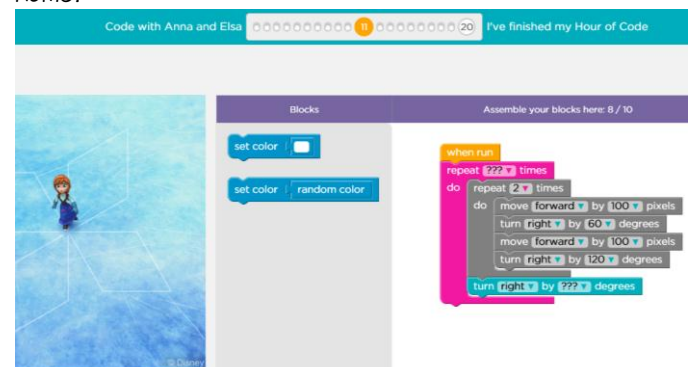 Code with Anna and Elsa 11 20 I've finished my Hour of Code
Blocks Assemble your blocks here: 8 / 10
set color
set color random color
when run
repeat ??? times
do repeat 2 times
do move forward by 100 pixels
turn right by 60 degrees
move forward by 100 pixels
turn right by 120 degrees
turn right by ??? degrees
© Disney